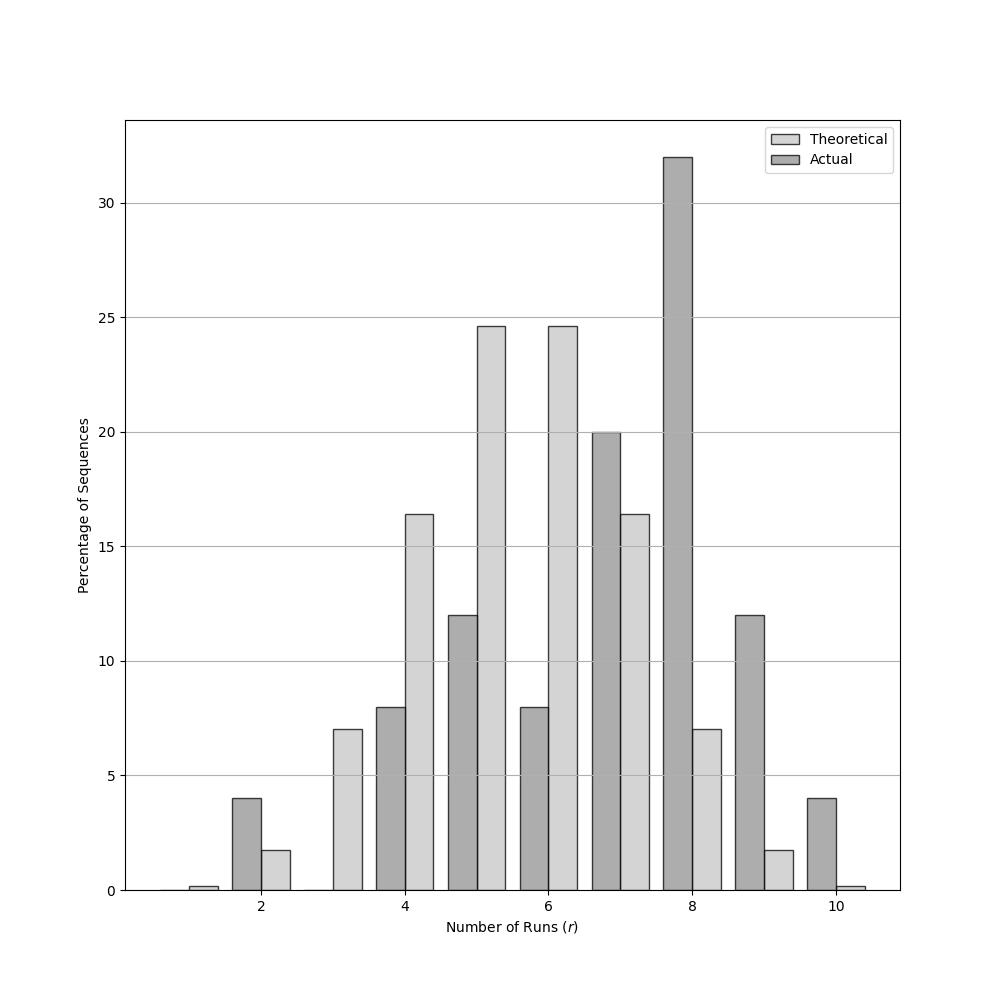 Theoretical
Actual
30
25
20
15
10
5
0
Percentage of Sequences
2 4 6 8 10
Number of Runs (r)